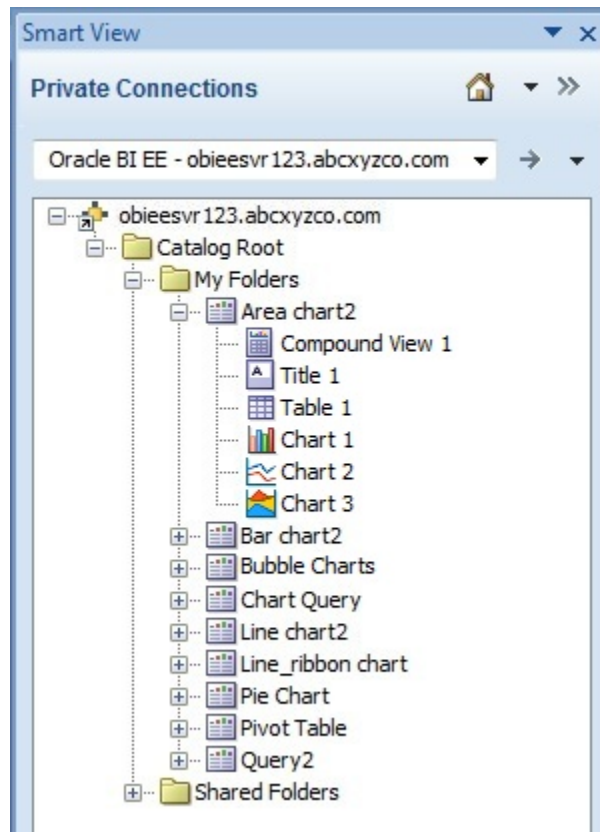 Smart View
Private Connections
Oracle BI EE - obieesvr123.abcxyzco.com
obieesvr123.abcxyzco.com
Catalog Root
My Folders
Area chart2
Compound View 1
Title 1
Table 1
Chart 1
Chart 2
Chart 3
Bar chart2
Bubble Charts
Chart Query
Line chart2
Line_ribbon chart
Pie Chart
Pivot Table
Query2
Shared Folders